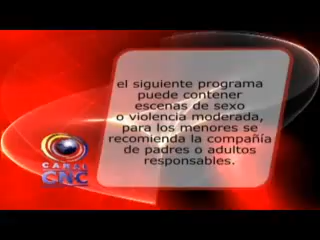 el siguiente programa
puede contener
escenas de sexo
o violencia moderada,
para los menores se
recomienda la compañía
de padres o adultos
responsables.
CANAL
CNC